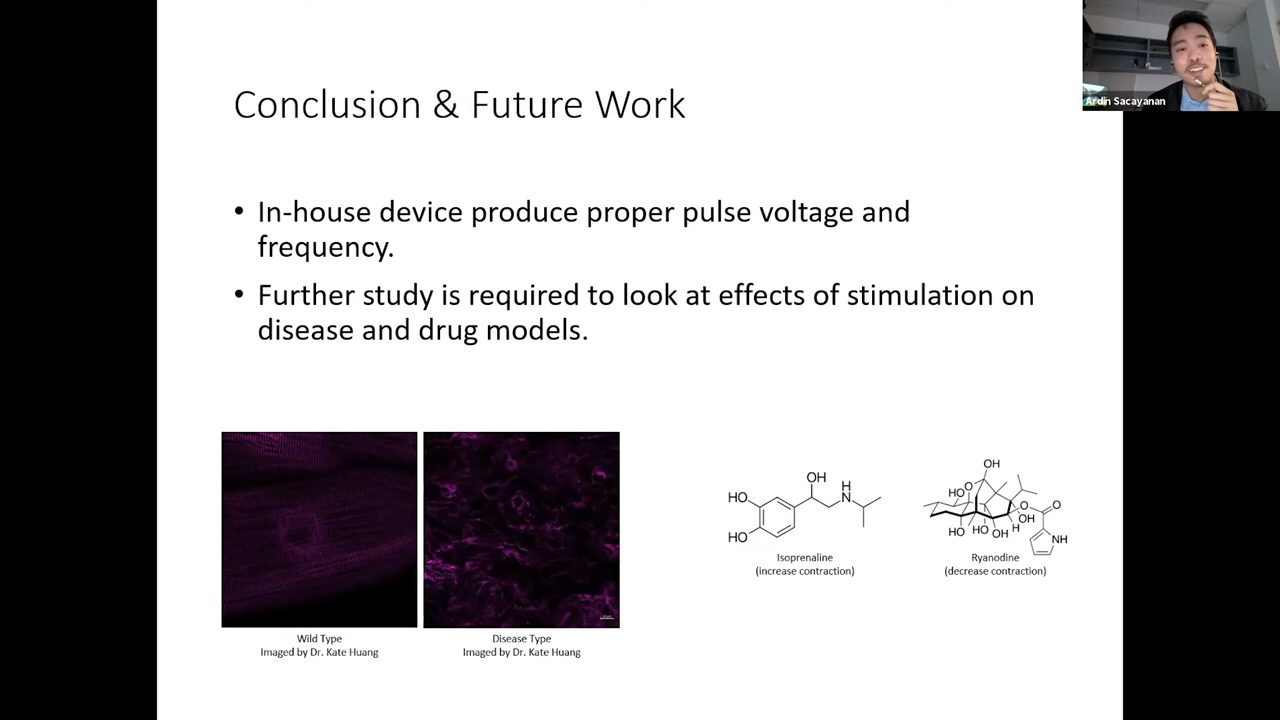 Ardin Sacayanan
Conclusion & Future Work
• In-house device produce proper pulse voltage and
frequency.
• Further study is required to look at effects of stimulation on
disease and drug models.
OH
HO
H
N
HO
Isoprenaline
(increase contraction)
OH
HO
O
O
O
OH
H
HO
HO
OH
NH
Ryanodine
(decrease contraction)
Wild Type
Imaged by Dr. Kate Huang
Disease Type
Imaged by Dr. Kate Huang